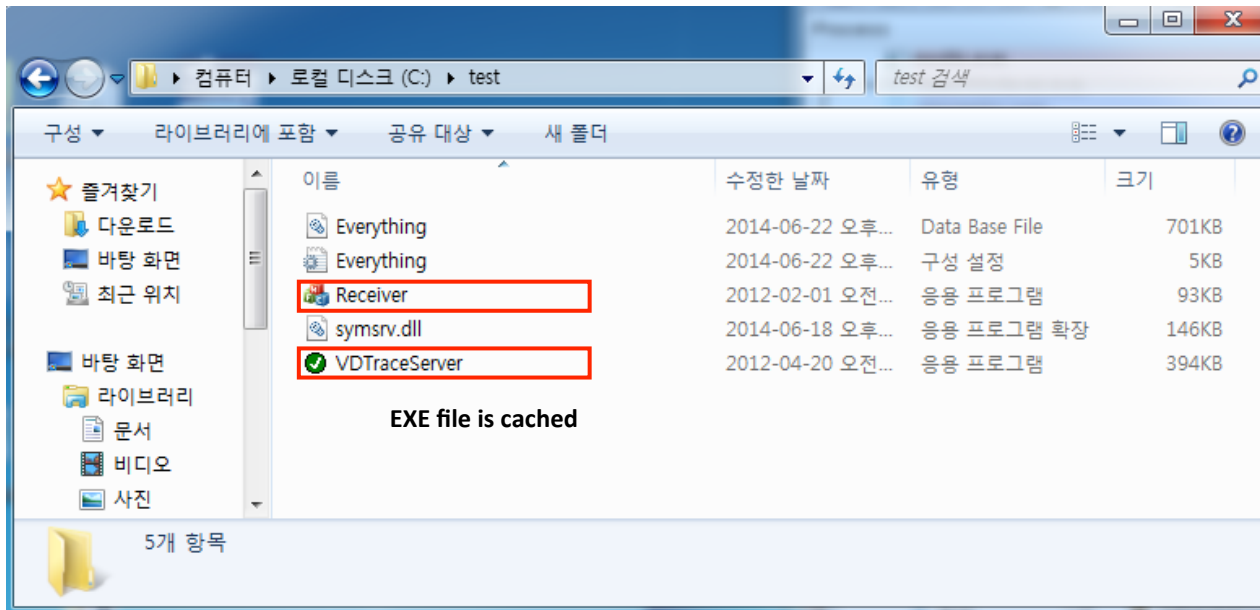 컴퓨터 로컬 디스크 (C:) test test 검색
구성 라이브러리에 포함 공유 대상 새 폴더
즐겨찾기
다운로드
바탕 화면
최근 위치
바탕 화면
라이브러리
문서
비디오
사진
이름 수정한 날짜 유형 크기
Everything 2014-06-22 오후... Data Base File 701KB
Everything 2014-06-22 오후... 구성 설정 5KB
Receiver 2012-02-01 오전... 응용 프로그램 93KB
symsrv.dll 2014-06-18 오후... 응용 프로그램 확장 146KB
VDTraceServer 2012-04-20 오전... 응용 프로그램 394KB
EXE file is cached
5개 항목